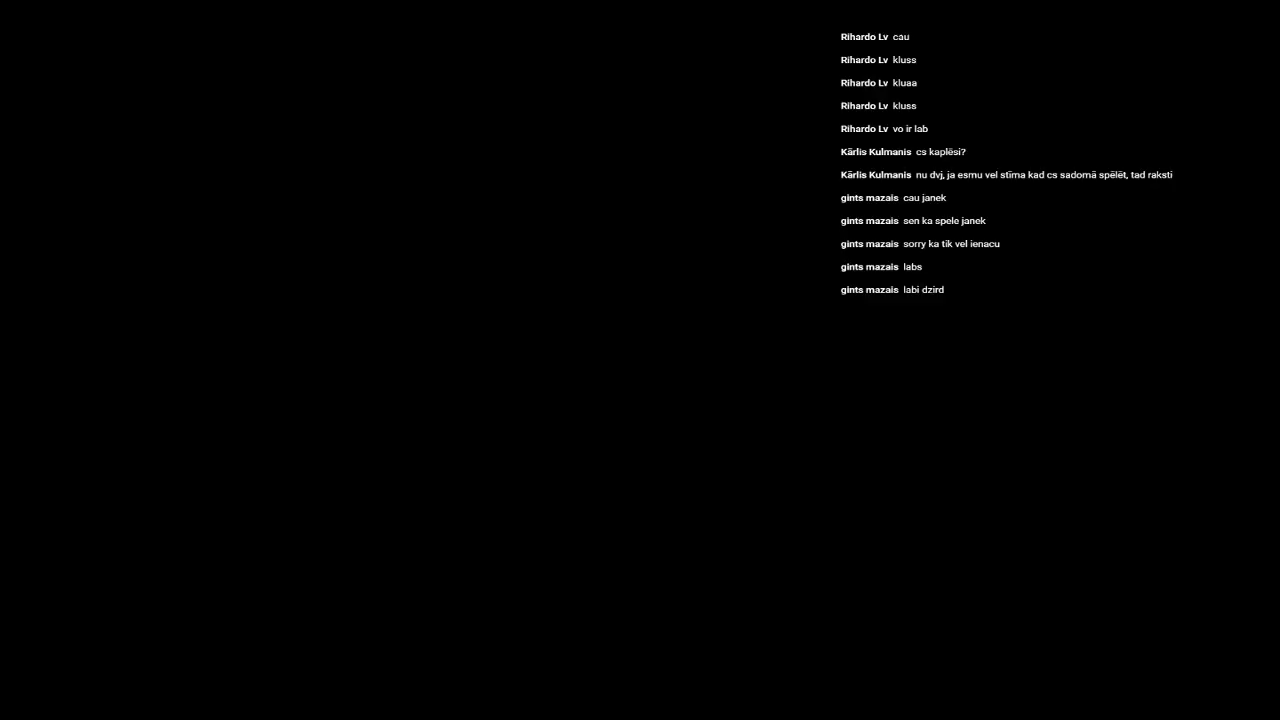 Rihardo Lv cau
Rihardo Lv kluss
Rihardo Lv kluaa
Rihardo Lv kluss
Rihardo Lv vo ir lab
Kārlis Kulmanis cs kaplēsi?
Kārlis Kulmanis nu dvj, ja esmu vel stīma kad cs sadomā spēlēt, tad raksti
gints mazais cau janek
gints mazais sen ka spele janek
gints mazais sorry ka tik vel ienacu
gints mazais labs
gints mazais labi dzird